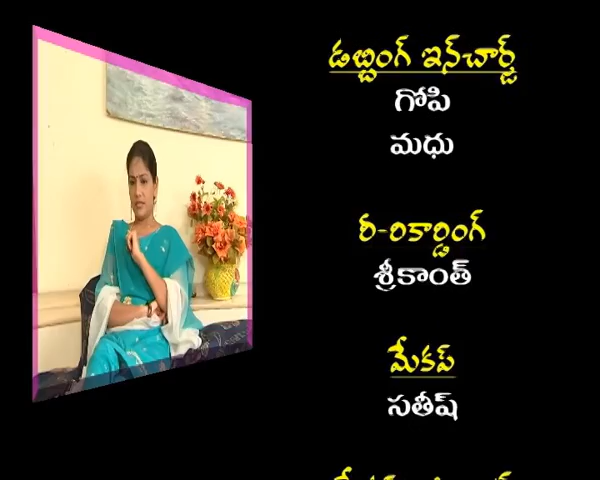 డబ్బింగ్ ఇన్‌చార్జ్
గోపి
మధు
రీ-రికార్డింగ్
శ్రీకాంత్
మేకప్
సతీష్